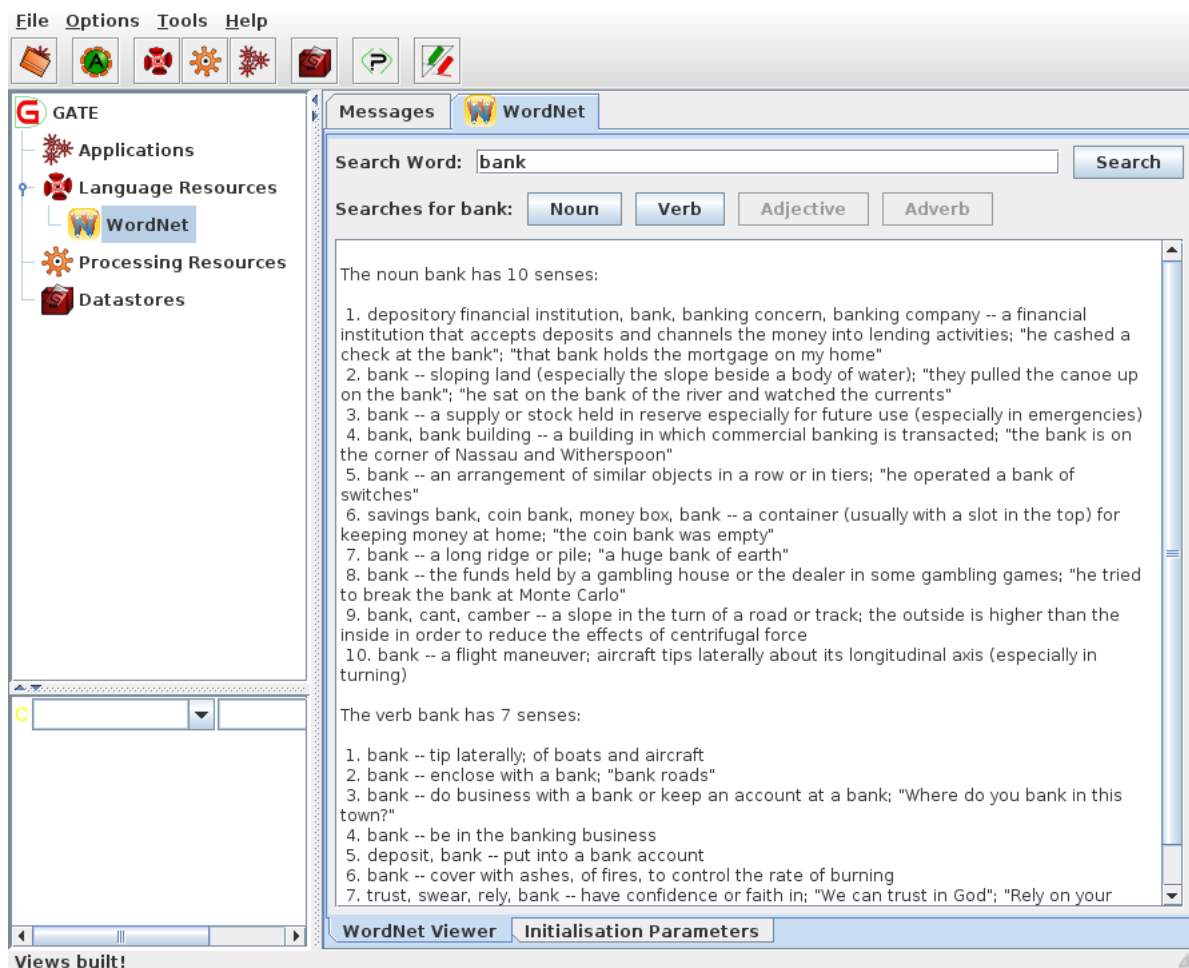 File Options Tools Help
GATE
Applications
Language Resources
WordNet
Processing Resources
Datastores
C
Messages WordNet
Search Word: bank Search
Searches for bank: Noun Verb Adjective Adverb
The noun bank has 10 senses:
1. depository financial institution, bank, banking concern, banking company -- a financial
institution that accepts deposits and channels the money into lending activities; "he cashed a
check at the bank"; "that bank holds the mortgage on my home"
2. bank -- sloping land (especially the slope beside a body of water); "they pulled the canoe up
on the bank"; "he sat on the bank of the river and watched the currents"
3. bank -- a supply or stock held in reserve especially for future use (especially in emergencies)
4. bank, bank building -- a building in which commercial banking is transacted; "the bank is on
the corner of Nassau and Witherspoon"
5. bank -- an arrangement of similar objects in a row or in tiers; "he operated a bank of
switches"
6. savings bank, coin bank, money box, bank -- a container (usually with a slot in the top) for
keeping money at home; "the coin bank was empty"
7. bank -- a long ridge or pile; "a huge bank of earth"
8. bank -- the funds held by a gambling house or the dealer in some gambling games; "he tried
to break the bank at Monte Carlo"
9. bank, cant, camber -- a slope in the turn of a road or track; the outside is higher than the
inside in order to reduce the effects of centrifugal force
10. bank -- a flight maneuver; aircraft tips laterally about its longitudinal axis (especially in
turning)
The verb bank has 7 senses:
1. bank -- tip laterally; of boats and aircraft
2. bank -- enclose with a bank; "bank roads"
3. bank -- do business with a bank or keep an account at a bank; "Where do you bank in this
town?"
4. bank -- be in the banking business
5. deposit, bank -- put into a bank account
6. bank -- cover with ashes, of fires, to control the rate of burning
7. trust, swear, rely, bank -- have confidence or faith in; "We can trust in God"; "Rely on your
WordNet Viewer Initialisation Parameters
Views built!